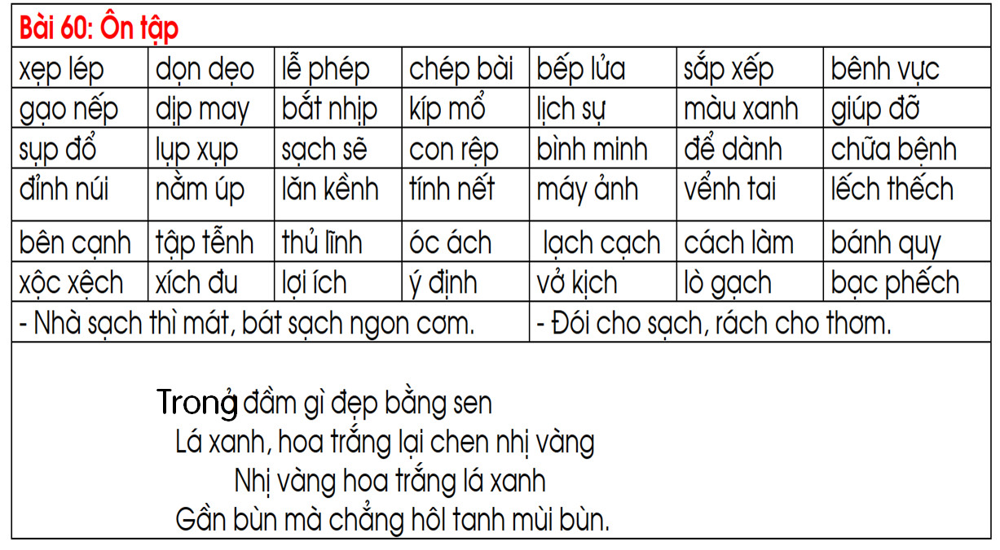 Bài 60: Ôn tập
xẹp lép dọn dẹo lễ phép chép bài bếp lửa sắp xếp bênh vực
gạo nếp dịp may bắt nhịp kíp mổ lịch sự màu xanh giúp đỡ
sụp đổ lụp xụp sạch sẽ con rệp bình minh để dành chữa bệnh
đỉnh núi nằm úp lăn kềnh tính nết máy ảnh vểnh tai lếch thếch
bên cạnh tập tễnh thủ lĩnh óc ách lạch cạch cách làm bánh quy
xộc xệch xích đu lợi ích ý định vở kịch lò gạch bạc phếch
- Nhà sạch thì mát, bát sạch ngon cơm. - Đói cho sạch, rách cho thơm.
Trong đầm gì đẹp bằng sen
Lá xanh, hoa trắng lại chen nhị vàng
Nhị vàng hoa trắng lá xanh
Gần bùn mà chẳng hôl tanh mùi bùn.